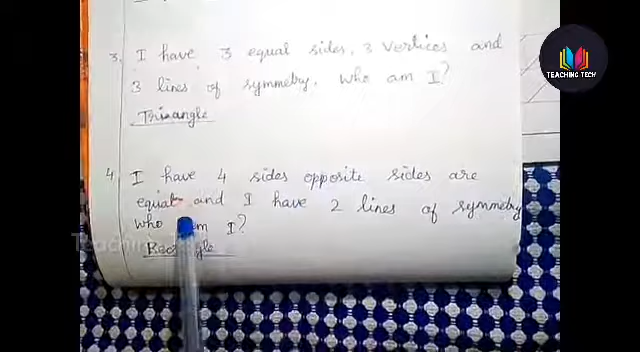 3. I have 3 equal sides, 3 vertices and
3 lines of symmetry. Who am I?
Triangle
4 I have 4 sides opposite sides are
equal and I have 2 lines of symmetry
who am I?
TEACHING TECH